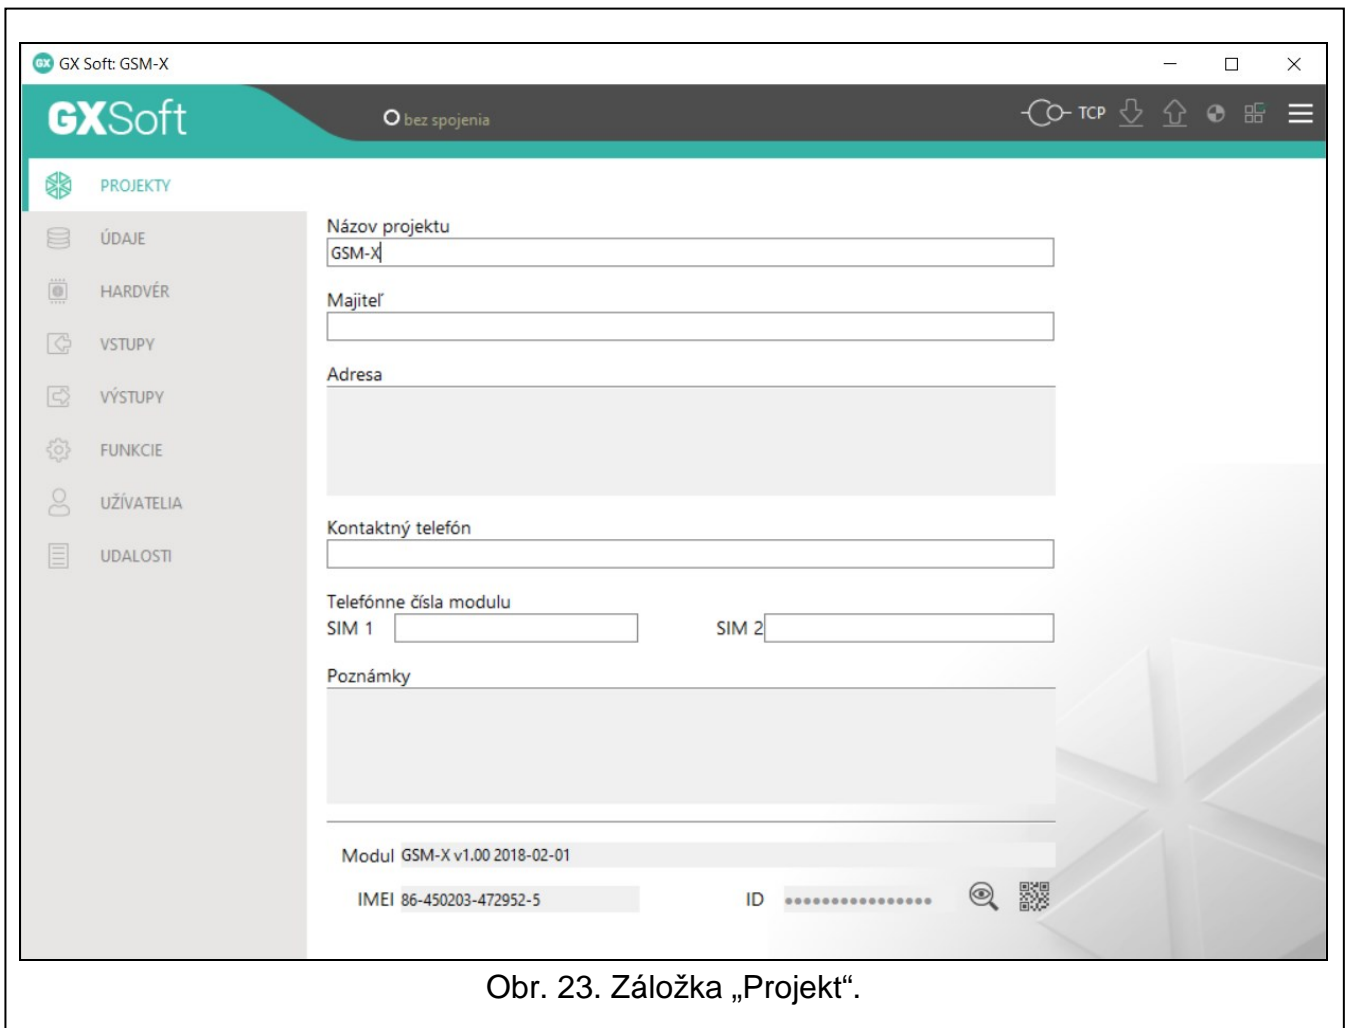 GX GX Soft: GSM-X
GXSoft
bez spojenia
TCP
PROJEKTY
ÚDAJE
HARDVÉR
VSTUPY
VÝSTUPY
FUNKCIE
UŽÍVATELIA
UDALOSTI
Názov projektu
GSM-X
Majiteľ
Adresa
Kontaktný telefón
Telefónne čísla modulu
SIM 1 SIM 2
Poznámky
Modul GSM-X v1.00 2018-02-01
IMEI 86-450203-472952-5 ID ●●●●●●●●●●●●●●●●
Obr. 23. Záložka „Projekt“.